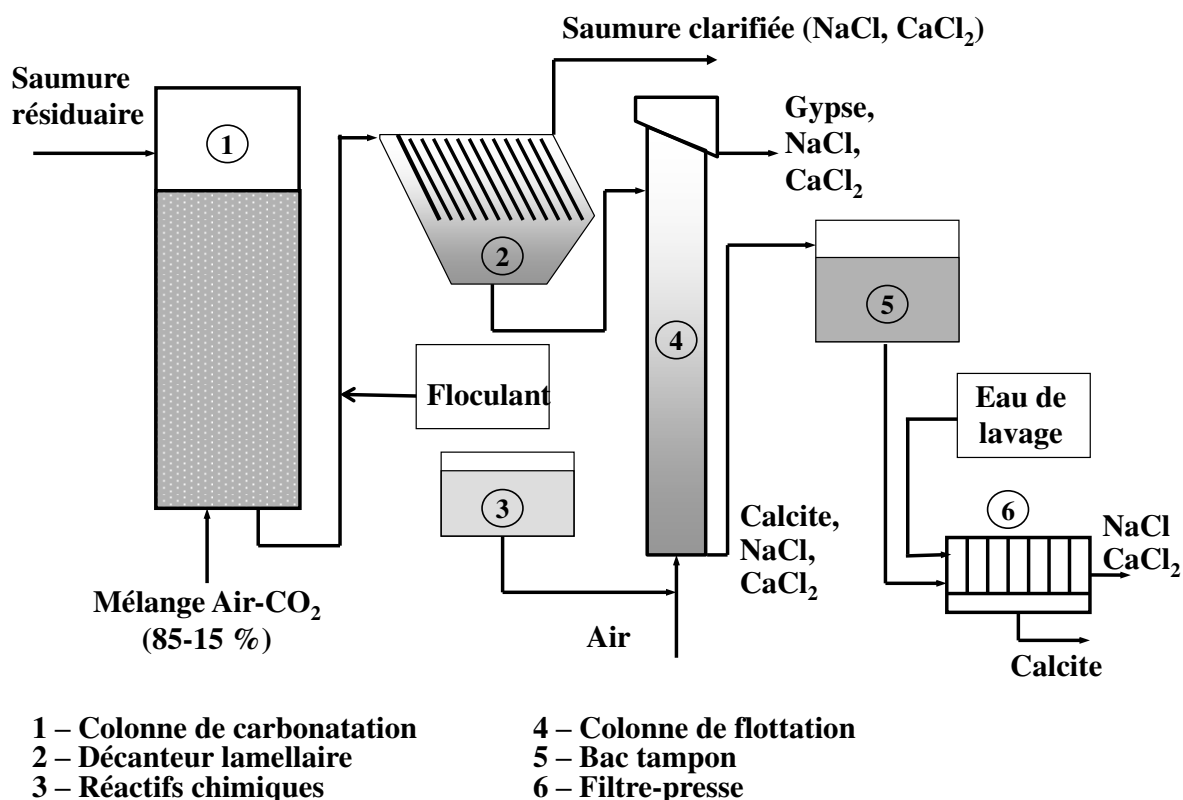 Saumure clarifiée (NaCl, CaCl₂)
Saumure
résiduaire
1
Gypse,
NaCl,
CaCl₂
2
4
5
Floculant
Eau de
lavage
3
6
Calcite,
NaCl,
CaCl₂
NaCl
CaCl₂
Mélange Air-CO₂
(85-15 %)
Air
Calcite
1 – Colonne de carbonatation
2 – Décanteur lamellaire
3 – Réactifs chimiques
4 – Colonne de flottation
5 – Bac tampon
6 – Filtre-presse